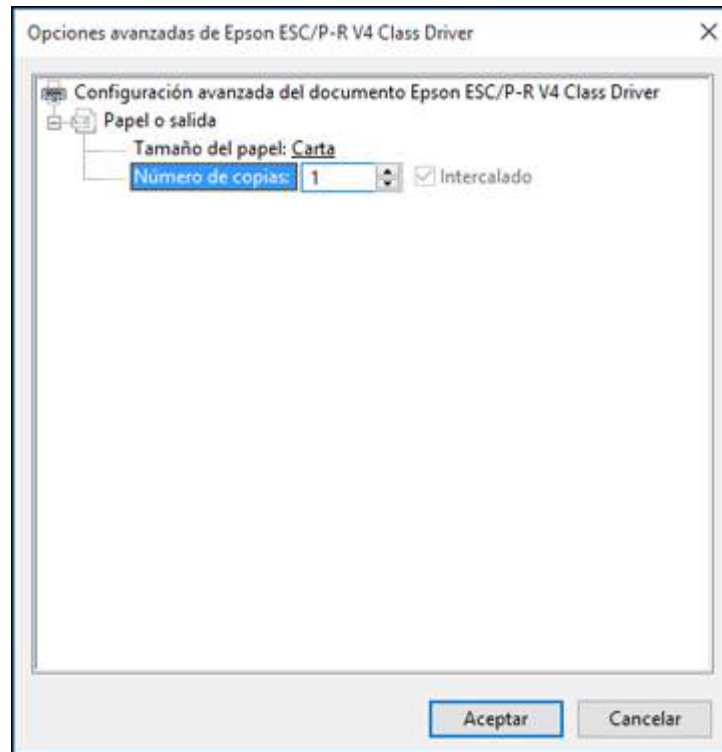 Opciones avanzadas de Epson ESC/P-R V4 Class Driver
Configuración avanzada del documento Epson ESC/P-R V4 Class Driver
Papel o salida
Tamaño del papel: Carta
Número de copias: 1 Intercalado
Aceptar Cancelar